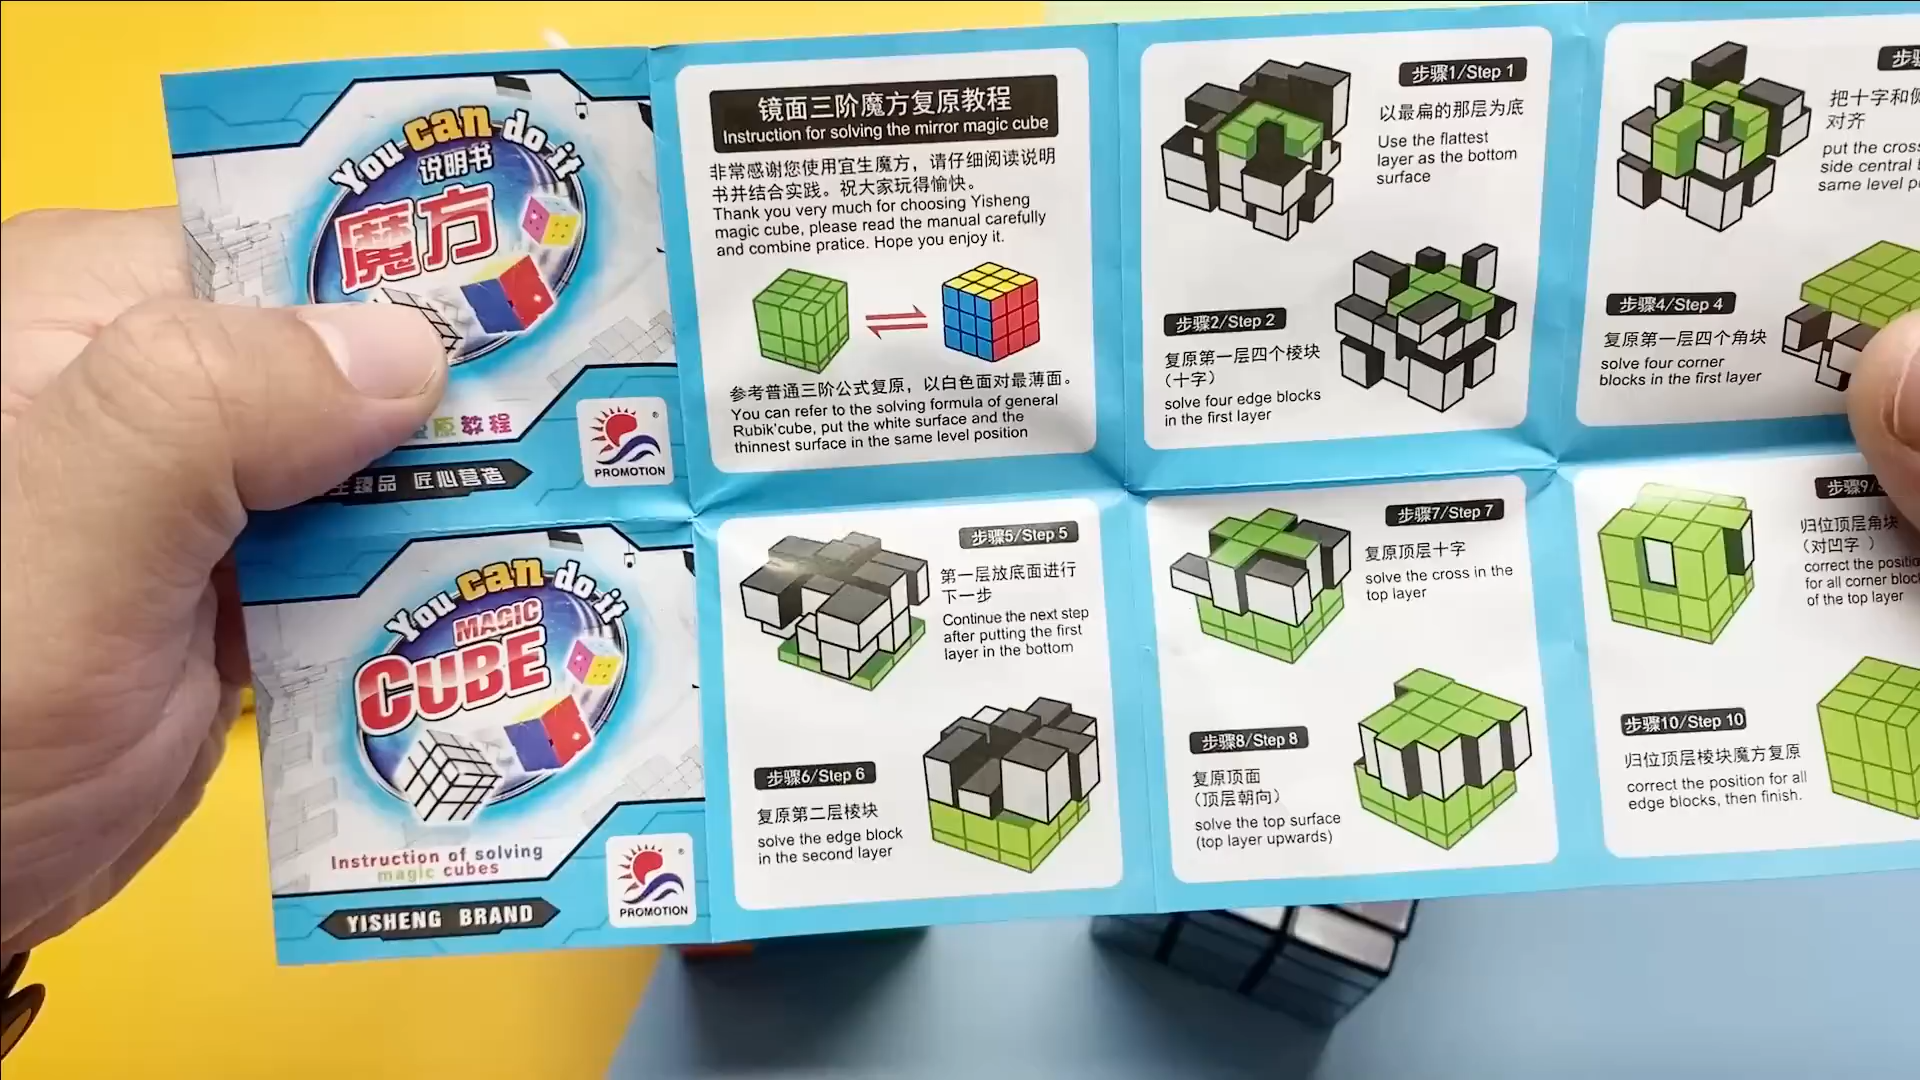 You can do it
说明书
魔方
原教程
臻品 匠心营造
PROMOTION
镜面三阶魔方复原教程
Instruction for solving the mirror magic cube
非常感谢您使用宜生魔方，请仔细阅读说明
书并结合实践。祝大家玩得愉快。
Thank you very much for choosing Yisheng
magic cube, please read the manual carefully
and combine pratice. Hope you enjoy it.
参考普通三阶公式复原，以白色面对最薄面。
You can refer to the solving formula of general
Rubik'cube, put the white surface and the
thinnest surface in the same level position
步骤1/Step 1
以最扁的那层为底
Use the flattest
layer as the bottom
surface
步骤2/Step 2
复原第一层四个棱块
（十字）
solve four edge blocks
in the first layer
把十字和
对齐
put the cross
side central
same level
步骤4/Step 4
复原第一层四个角块
solve four corner
blocks in the first layer
You can do it
MAGIC
CUBE
Instruction of solving
magic cubes
YISHENG BRAND
PROMOTION
步骤5/Step 5
第一层放底面进行
下一步
Continue the next step
after putting the first
layer in the bottom
步骤6/Step 6
复原第二层棱块
solve the edge block
in the second layer
步骤7/Step 7
复原顶层十字
solve the cross in the
top layer
步骤8/Step 8
复原顶面
（顶层朝向）
solve the top surface
(top layer upwards)
步骤9/
归位顶层角块
（对凹字 ）
correct the
for all corner
of the top layer
步骤10/Step 10
归位顶层棱块魔方复原
correct the position for all
edge blocks, then finish.